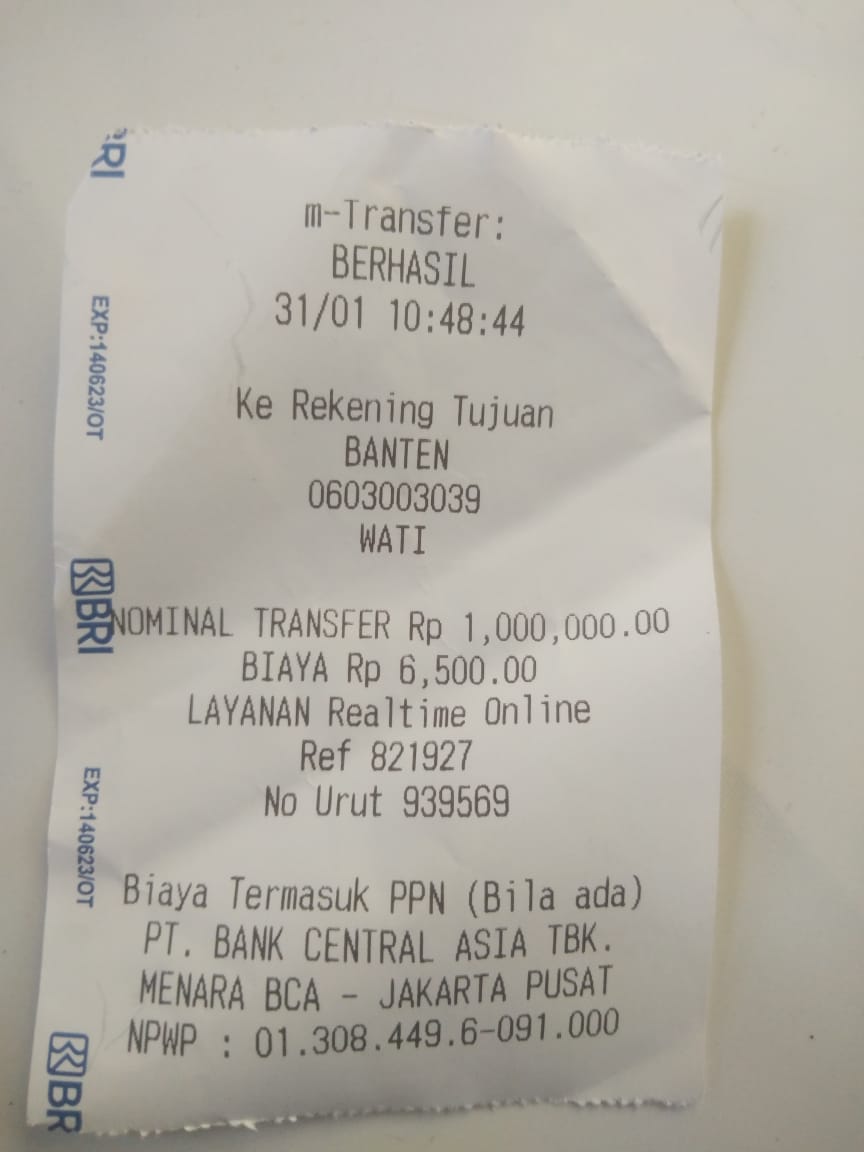 m-Transfer:
BERHASIL
31/01 10:48:44
Ke Rekening Tujuan
BANTEN
0603003039
WATI
NOMINAL TRANSFER Rp 1,000,000.00
BIAYA Rp 6,500.00
LAYANAN Realtime Online
Ref 821927
No Urut 939569
Biaya Termasuk PPN (Bila ada)
PT. BANK CENTRAL ASIA TBK.
MENARA BCA - JAKARTA PUSAT
NPWP : 01.308.449.6-091.000
RI
EXP:140623/OT
BRI
EXP:140623/OT
BR